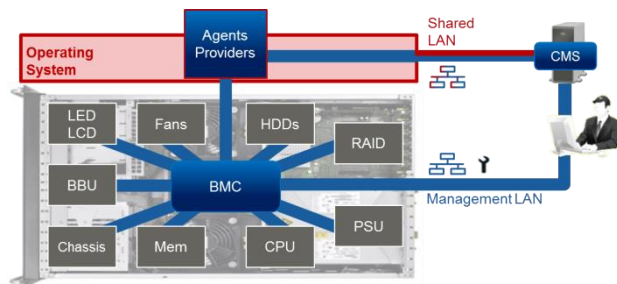 Agents
Providers
Shared
LAN
Operating
System
CMS
LED
LCD
Fans
HDDs
RAID
BBU
BMC
Management LAN
Chassis
Mem
CPU
PSU